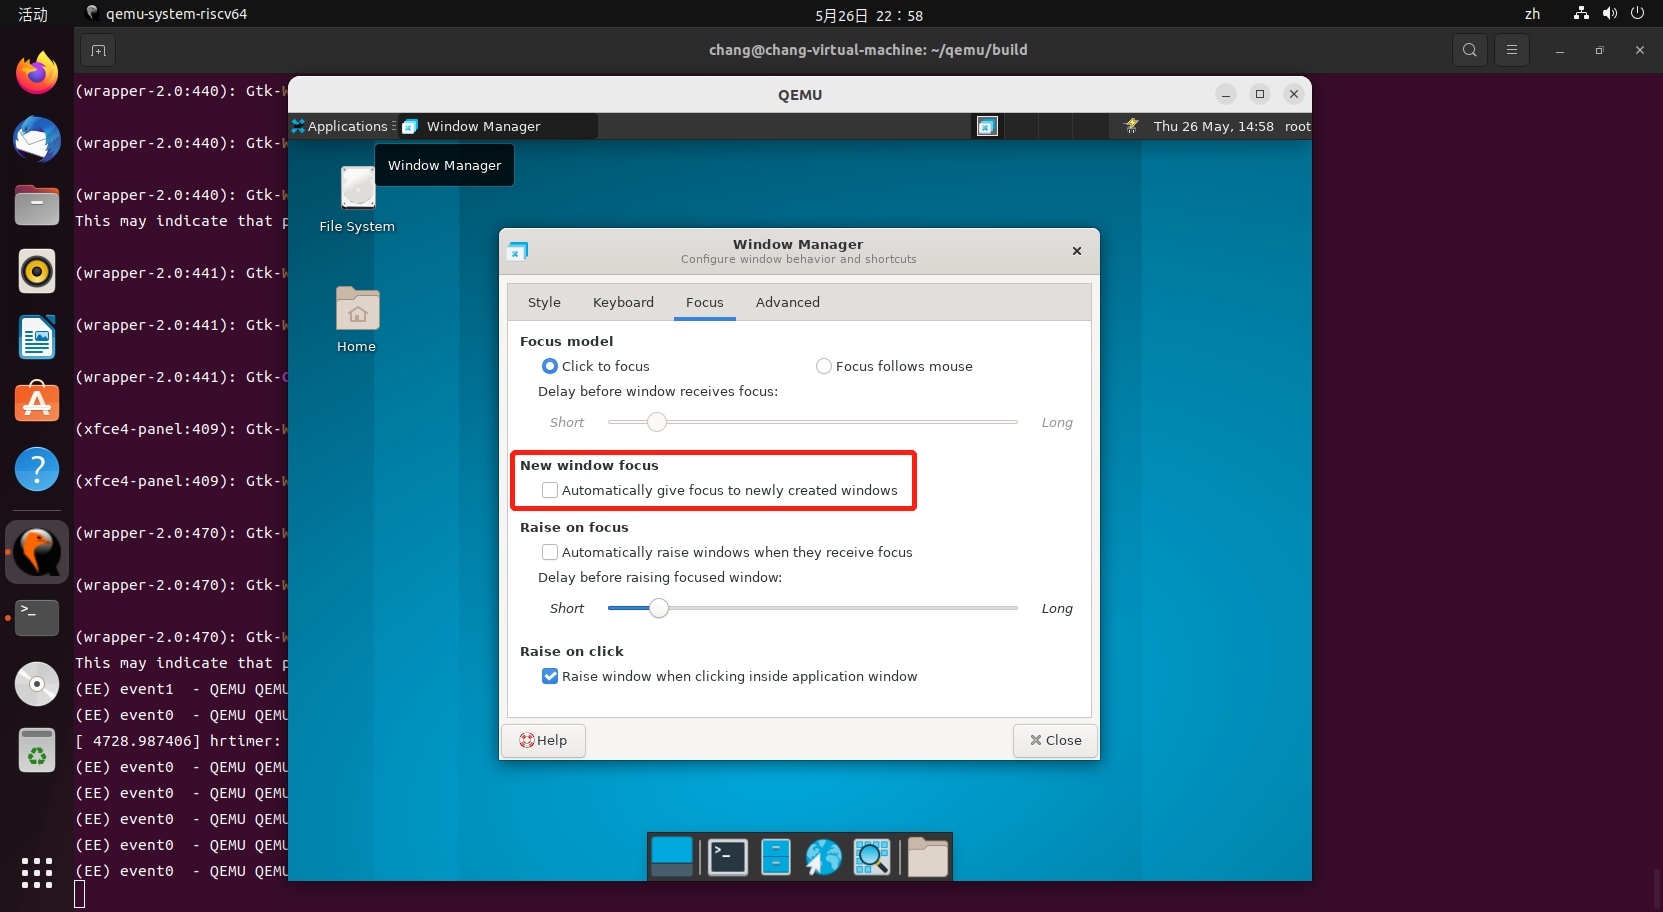 活动
qemu-system-riscv64
5月26日 22：58
zh
chang@chang-virtual-machine: ~/qemu/build
(wrapper-2.0:440): Gtk-W
(wrapper-2.0:440): Gtk-W
(wrapper-2.0:440): Gtk-W
This may indicate that p
(wrapper-2.0:441): Gtk-W
(wrapper-2.0:441): Gtk-W
(wrapper-2.0:441): Gtk-C
(xfce4-panel:409): Gtk-W
(xfce4-panel:409): Gtk-W
(wrapper-2.0:470): Gtk-W
(wrapper-2.0:470): Gtk-W
(wrapper-2.0:470): Gtk-W
This may indicate that p
(EE) event1  - QEMU QEMU
(EE) event0  - QEMU QEMU
[ 4728.987406] hrtimer:
(EE) event0  - QEMU QEMU
(EE) event0  - QEMU QEMU
(EE) event0  - QEMU QEMU
(EE) event0  - QEMU QEMU
(EE) event0  - QEMU QEMU
QEMU
Applications
Window Manager
Thu 26 May, 14:58
root
Window Manager
File System
Home
Window Manager
Configure window behavior and shortcuts
Style
Keyboard
Focus
Advanced
Focus model
Click to focus
Focus follows mouse
Delay before window receives focus:
Short
Long
New window focus
Automatically give focus to newly created windows
Raise on focus
Automatically raise windows when they receive focus
Delay before raising focused window:
Short
Long
Raise on click
Raise window when clicking inside application window
Help
Close